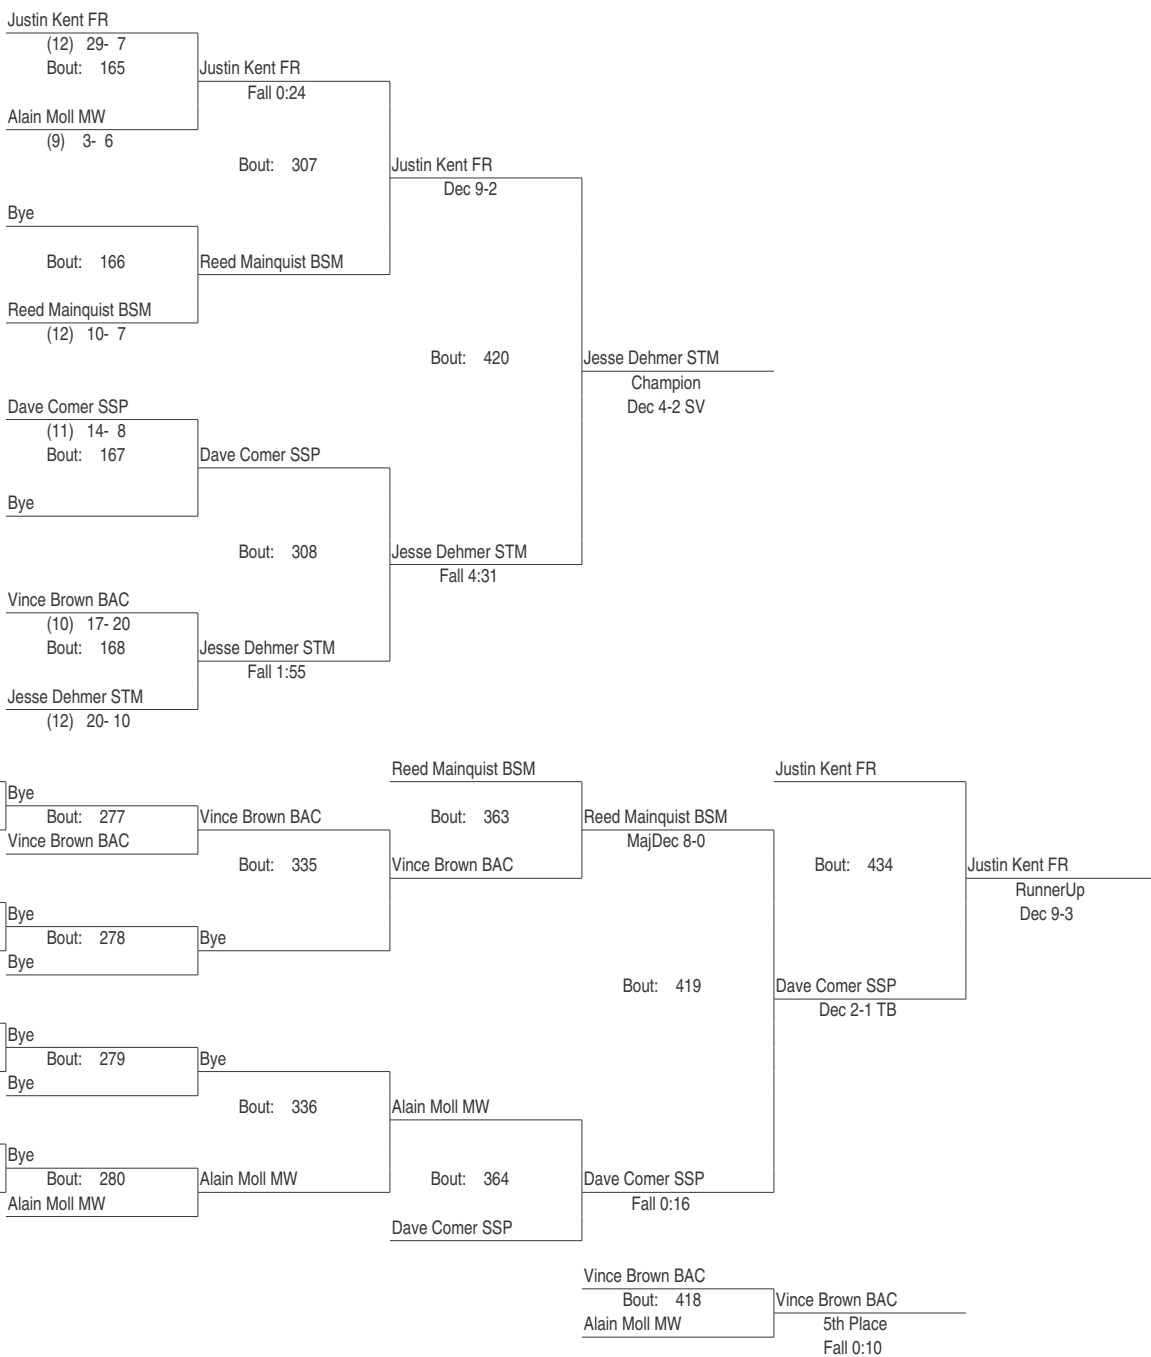 Justin Kent FR
(12) 29- 7
Bout: 165
Justin Kent FR
Fall 0:24
Alain Moll MW
(9) 3- 6
Bout: 307
Justin Kent FR
Dec 9-2
Bye
Bout: 166
Reed Mainquist BSM
Reed Mainquist BSM
(12) 10- 7
Bout: 420
Jesse Dehmer STM
Champion
Dec 4-2 SV
Dave Comer SSP
(11) 14- 8
Bout: 167
Dave Comer SSP
Bye
Bout: 308
Jesse Dehmer STM
Fall 4:31
Vince Brown BAC
(10) 17- 20
Bout: 168
Jesse Dehmer STM
Fall 1:55
Jesse Dehmer STM
(12) 20- 10
Reed Mainquist BSM
Justin Kent FR
Bye
Bout: 277
Vince Brown BAC
Vince Brown BAC
Bout: 363
Reed Mainquist BSM
MajDec 8-0
Bout: 335
Vince Brown BAC
Bout: 434
Justin Kent FR
RunnerUp
Dec 9-3
Bye
Bout: 278
Bye
Bye
Bout: 419
Dave Comer SSP
Dec 2-1 TB
Bye
Bout: 279
Bye
Bye
Bout: 336
Alain Moll MW
Bye
Bout: 280
Alain Moll MW
Alain Moll MW
Bout: 364
Dave Comer SSP
Fall 0:16
Dave Comer SSP
Vince Brown BAC
Bout: 418
Alain Moll MW
Vince Brown BAC
5th Place
Fall 0:10